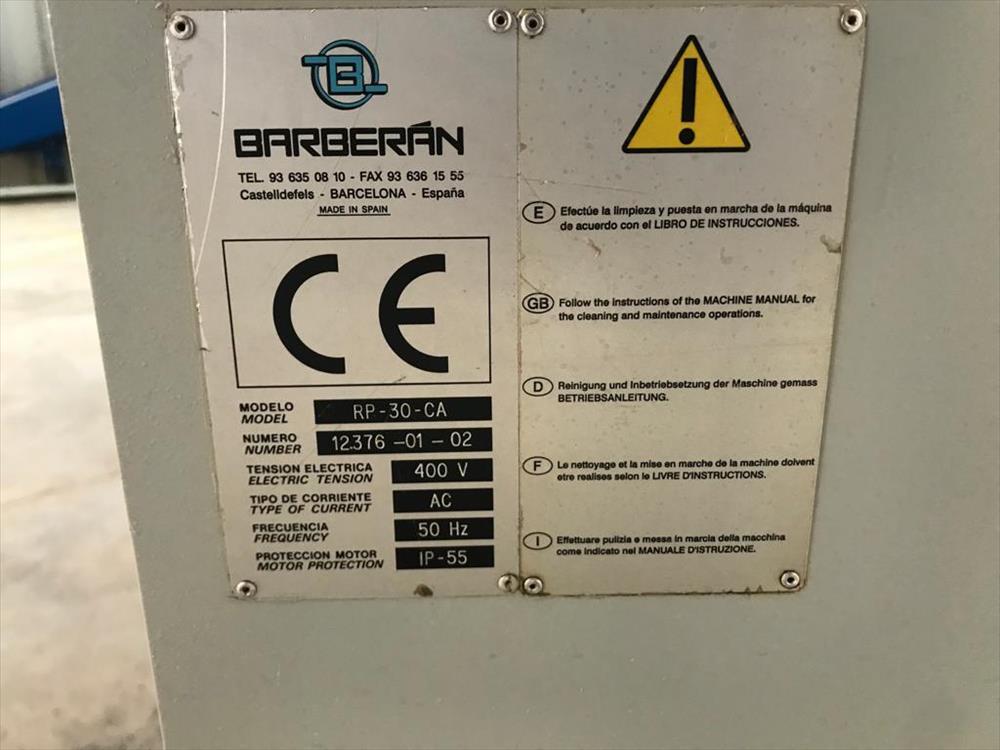 B
BARBERÁN
TEL. 93 635 08 10 - FAX 93 636 15 55
Castelldefels - BARCELONA - España
MADE IN SPAIN
CE
MODELO
MODEL
RP-30-CA
NUMERO
NUMBER
12.376 -01 - 02
TENSION ELECTRICA
ELECTRIC TENSION
400 V
TIPO DE CORRIENTE
TYPE OF CURRENT
AC
FRECUENCIA
FREQUENCY
50 Hz
PROTECCION MOTOR
MOTOR PROTECTION
IP-55
!
E
Efectúe la limpieza y puesta en marcha de la máquina
de acuerdo con el LIBRO DE INSTRUCCIONES.
GB
Follow the instructions of the MACHINE MANUAL for
the cleaning and maintenance operations.
D
Reinigung und Inbetriebsetzung der Maschine gemass
BETRIEBSANLEITUNG.
F
Le nettoyage et la mise en marche de la machine doivent
etre realises selon le LIVRE D'INSTRUCTIONS.
I
Effettuare pulizia e messa in marcia della macchina
come indicato nel MANUALE D'ISTRUZIONE.